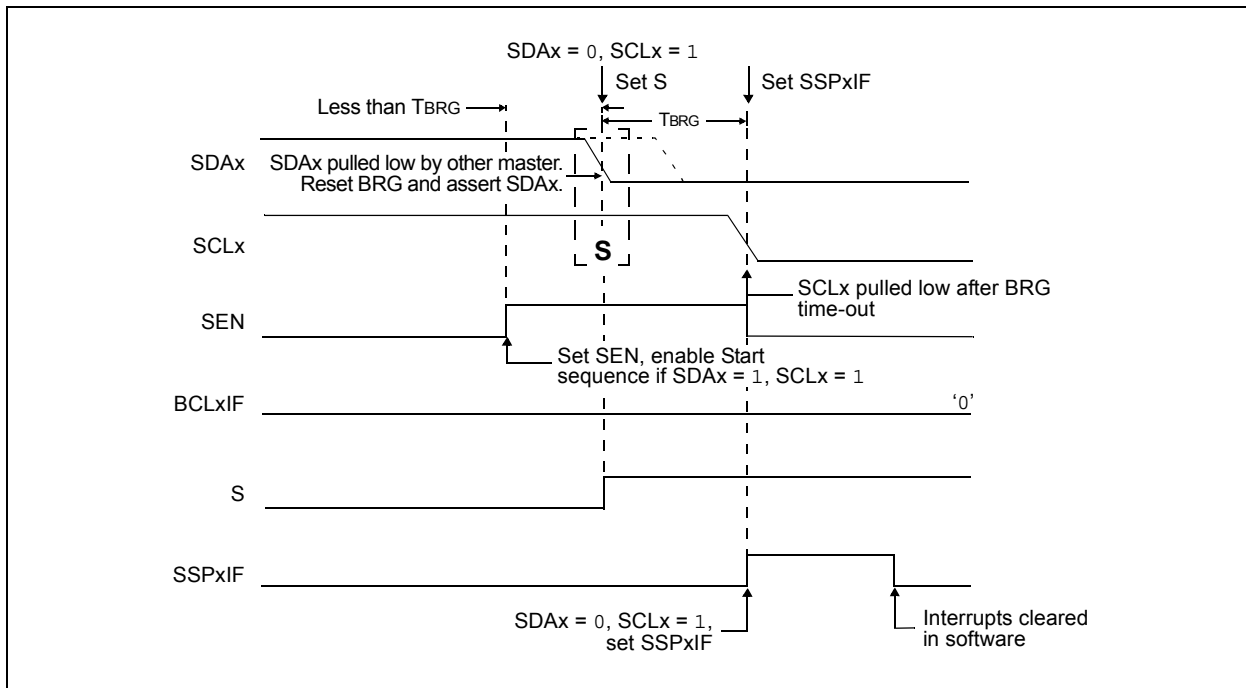 SDAx = 0, SCLx = 1
Set S
Set SSPxIF
Less than TBRG
TBRG
SDAx
SDAx pulled low by other master.
Reset BRG and assert SDAx.
SCLx
S
SCLx pulled low after BRG
time-out
SEN
Set SEN, enable Start
sequence if SDAx = 1, SCLx = 1
BCLxIF
‘0’
S
SSPxIF
SDAx = 0, SCLx = 1,
set SSPxIF
Interrupts cleared
in software